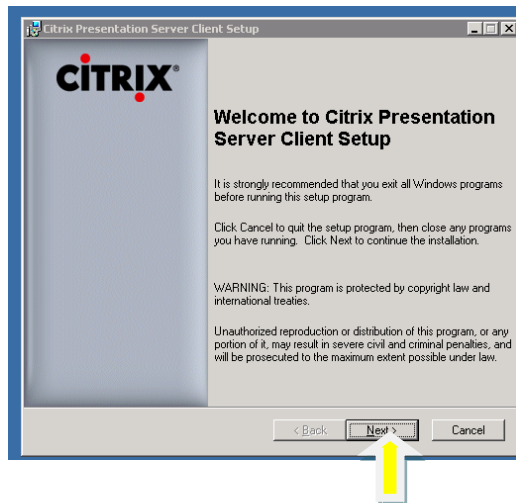 Citrix Presentation Server Client Setup
CİTRIX®
Welcome to Citrix Presentation
Server Client Setup
It is strongly recommended that you exit all Windows programs
before running this setup program.
Click Cancel to quit the setup program, then close any programs
you have running. Click Next to continue the installation.
WARNING: This program is protected by copyright law and
international treaties.
Unauthorized reproduction or distribution of this program, or any
portion of it, may result in severe civil and criminal penalties, and
will be prosecuted to the maximum extent possible under law.
< Back Next > Cancel